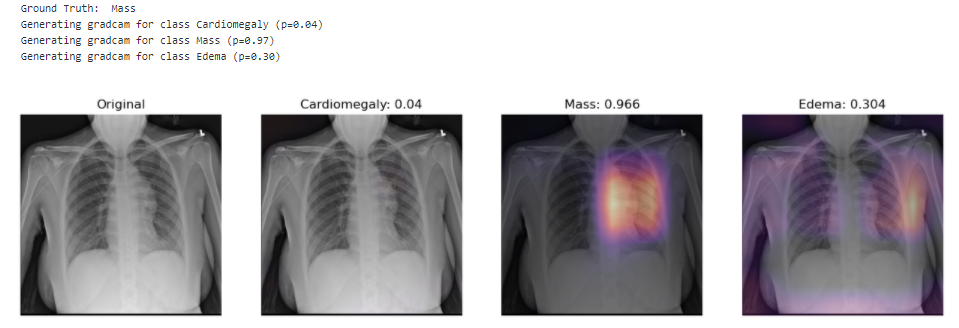 Ground Truth:  Mass
Generating gradcam for class Cardiomegaly (p=0.04)
Generating gradcam for class Mass (p=0.97)
Generating gradcam for class Edema (p=0.30)
Original
Cardiomegaly: 0.04
Mass: 0.966
Edema: 0.304